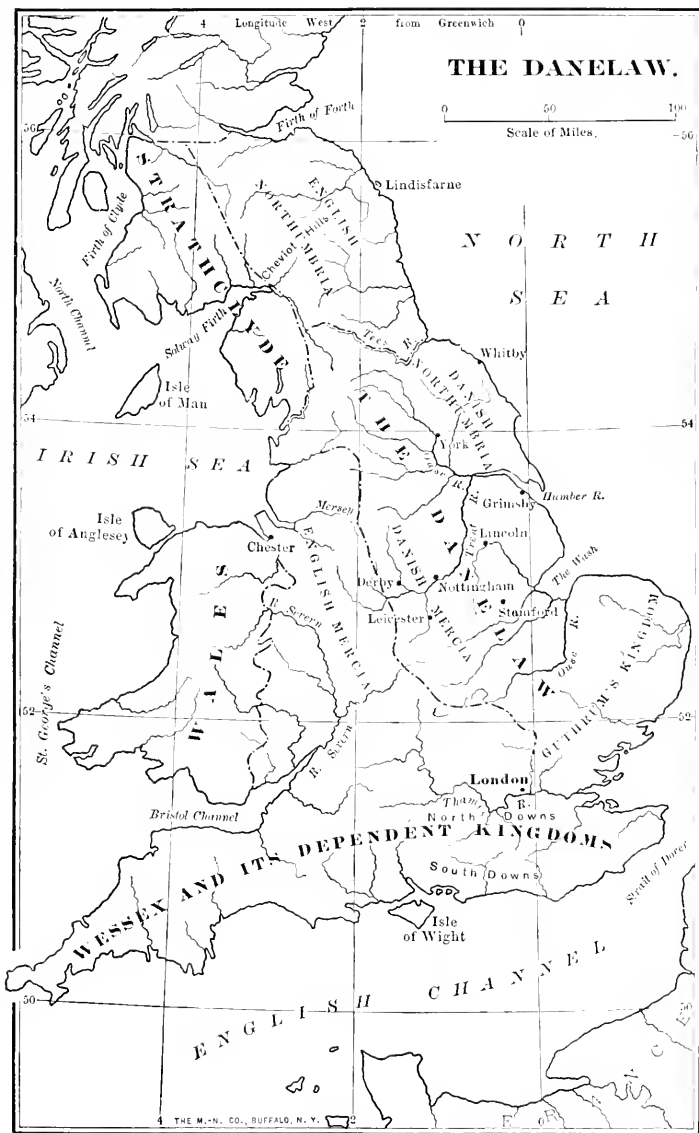 4 Longitude West 2 from Greenwich 0
THE DANELAW.
0 50 100
Scale of Miles.
56
56
Firth of Forth
Lindisfarne
STRATHCLYDE
ENGLISH
NORTHUMBRIA
Cheviot Hills
Firth of Clyde
NORTH
SEA
North Channel
Solway Firth
Tees R.
Whitby
Isle
of Man
DANISH
NORTHUMBRIA
54
54
THE DANELAW
York
Ouse R.
IRISH SEA
Grimsby
Humber R.
Isle
of Anglesey
Mersey
Chester
Trent R.
Lincoln
The Wash
ENGLISH MERCIA
DANISH
MERCIA
Derby
Nottingham
Stamford
Leicester
WALES
R. Severn
Ouse R.
GUTHRUM'S KINGDOM
St. George's Channel
52
52
R. Severn
London
Bristol Channel
Tham. R.
North Downs
WESSEX AND ITS DEPENDENT KINGDOMS
South Downs
Strait of Dover
Isle
of Wight
ENGLISH CHANNEL
50
50
FRANCE
4 THE M.-N. CO., BUFFALO, N. Y. 2 0